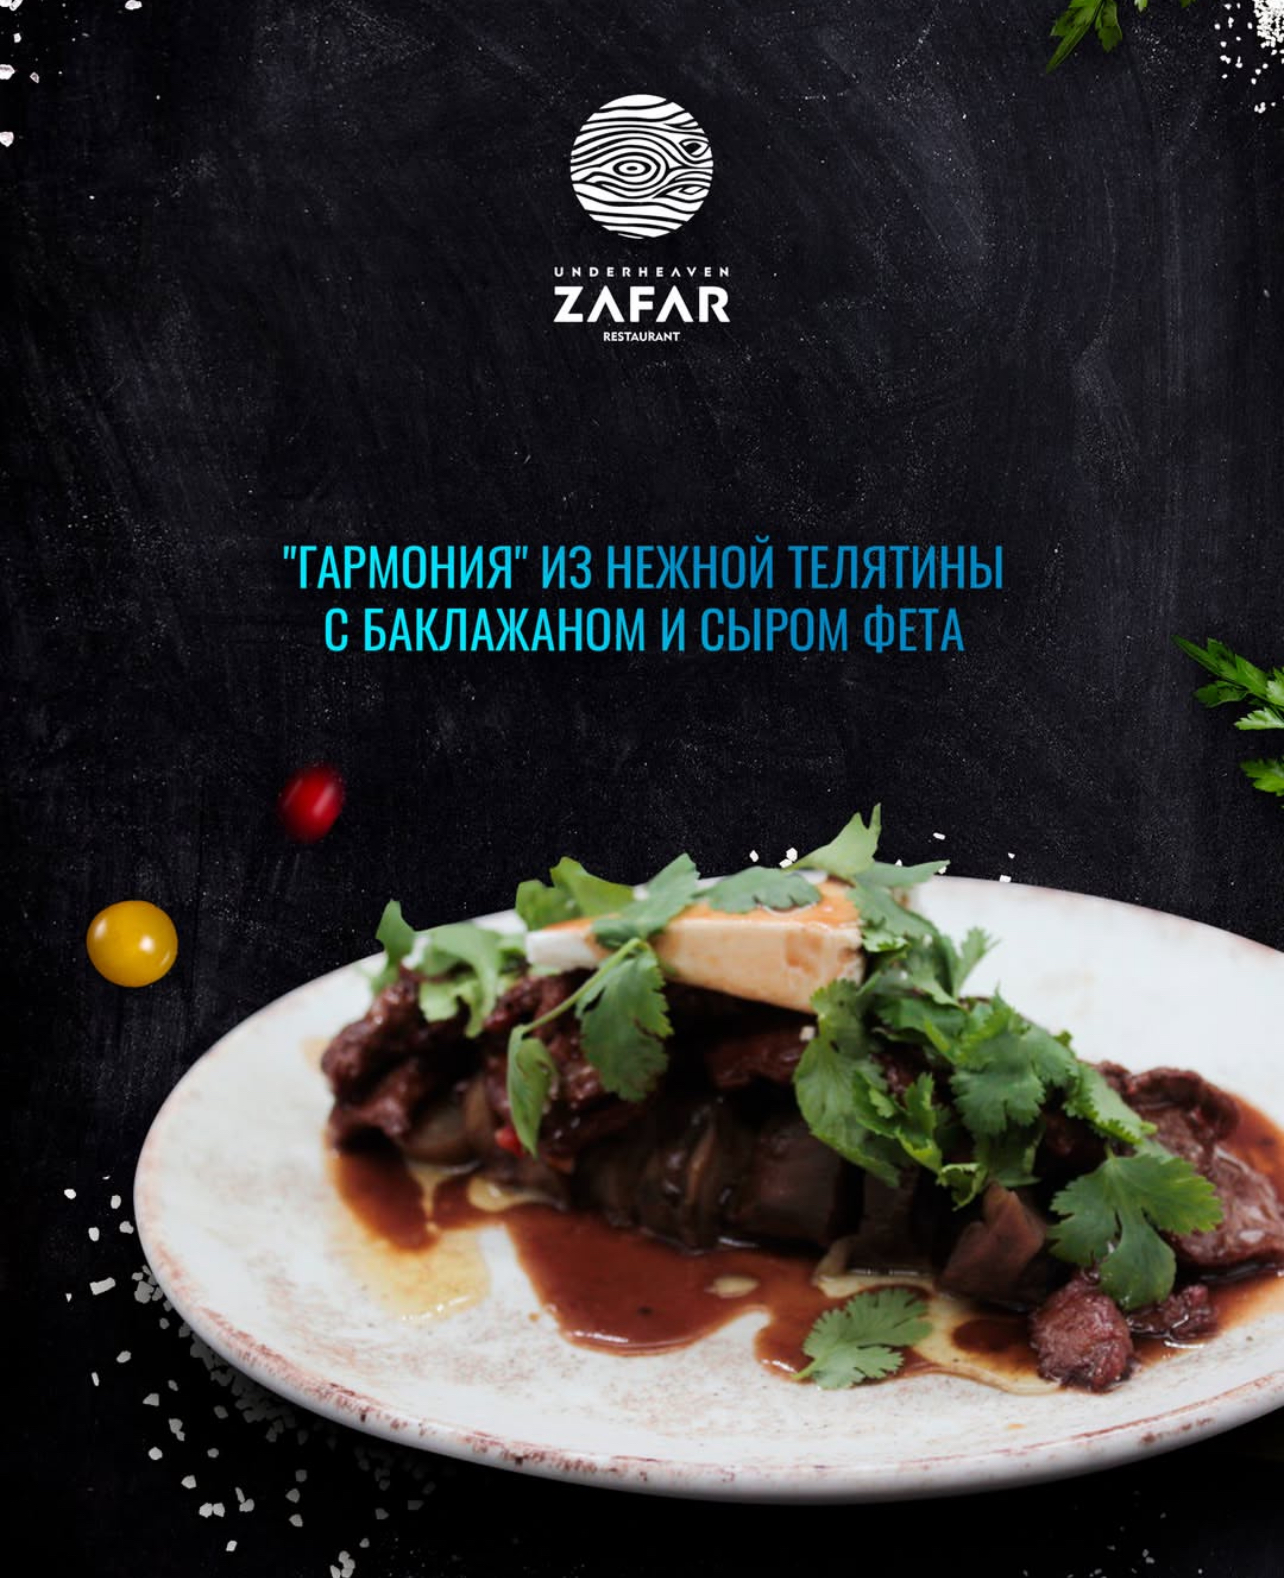 UNDERHEAVEN
ZAFAR
RESTAURANT
"ГАРМОНИЯ" ИЗ НЕЖНОЙ ТЕЛЯТИНЫ
С БАКЛАЖАНОМ И СЫРОМ ФЕТА